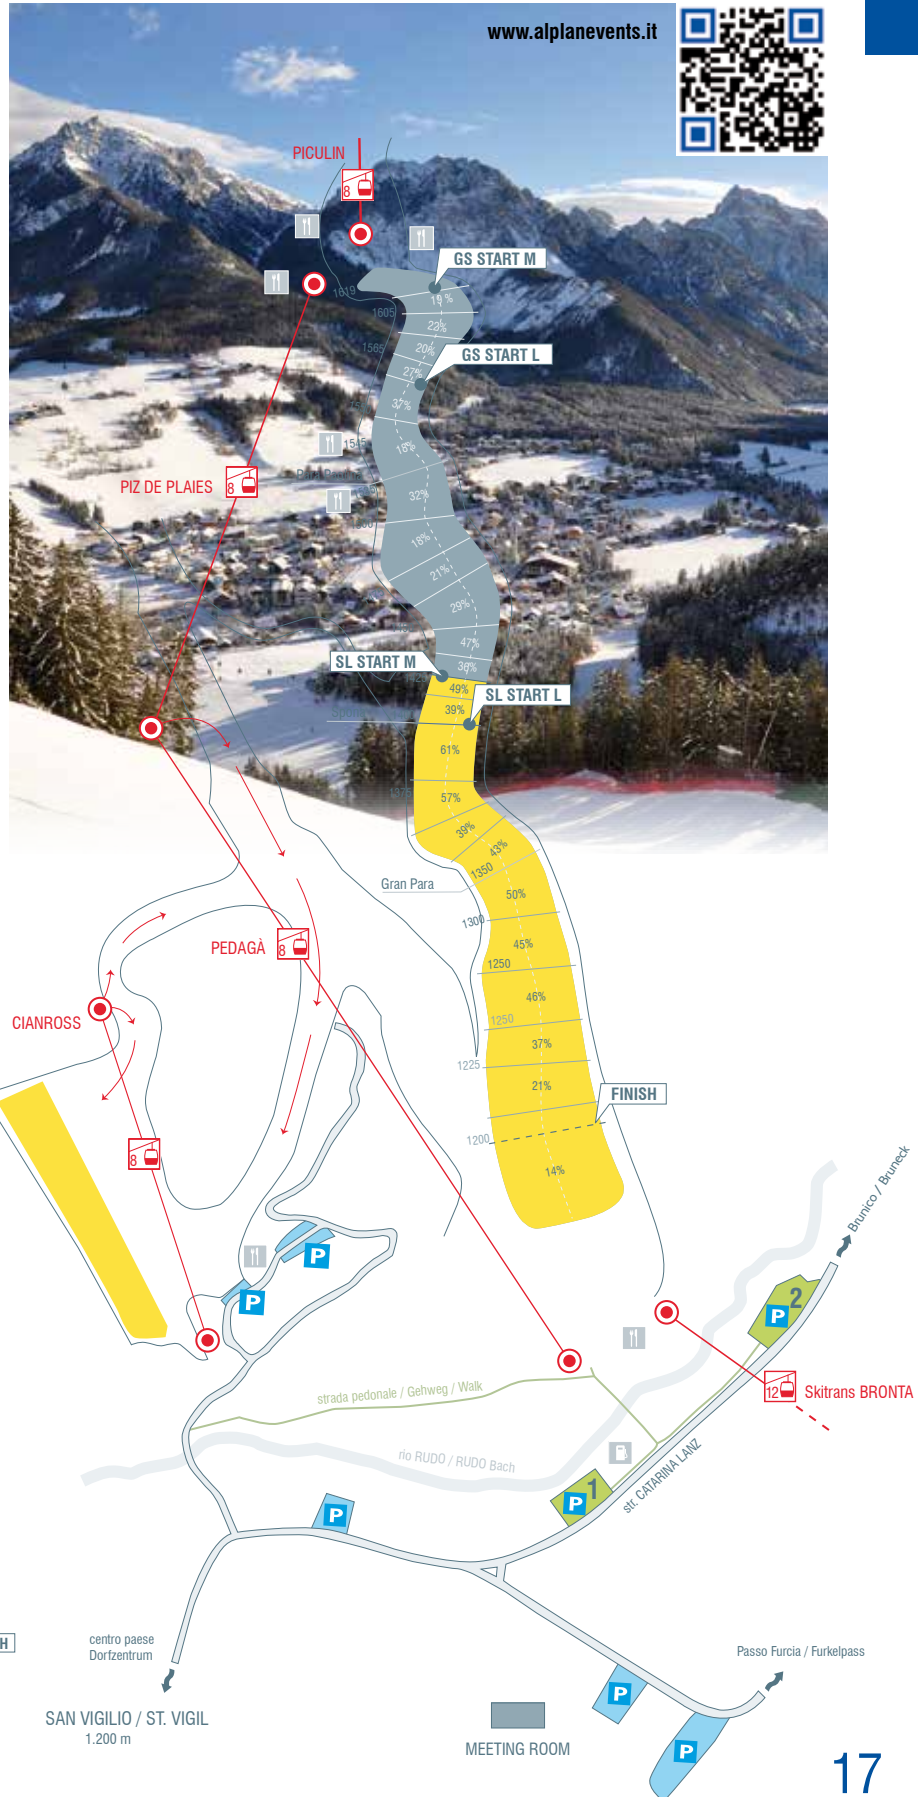 www.alplanevents.it
PICULIN
8
GS START M
1619
19%
1605
23%
1565
20%
GS START L
27%
37%
1545
18%
PIZ DE PLAIES
8
32%
18%
21%
29%
47%
36%
SL START M
49%
SL START L
39%
61%
57%
39%
43%
1350
Gran Para
50%
1300
45%
PEDAGÀ
8
1250
46%
CIANROSS
1250
37%
1225
21%
FINISH
1200
8
14%
Brunico / Bruneck
P
P
2
P
strada pedonale / Gehweg / Walk
12
Skitrans BRONTA
rio RUDO / RUDO Bach
str. CATARINA LANZ
1
P
P
H
centro paese
Dorfzentrum
Passo Furcia / Furkelpass
P
SAN VIGILIO / ST. VIGIL
1.200 m
MEETING ROOM
P
17